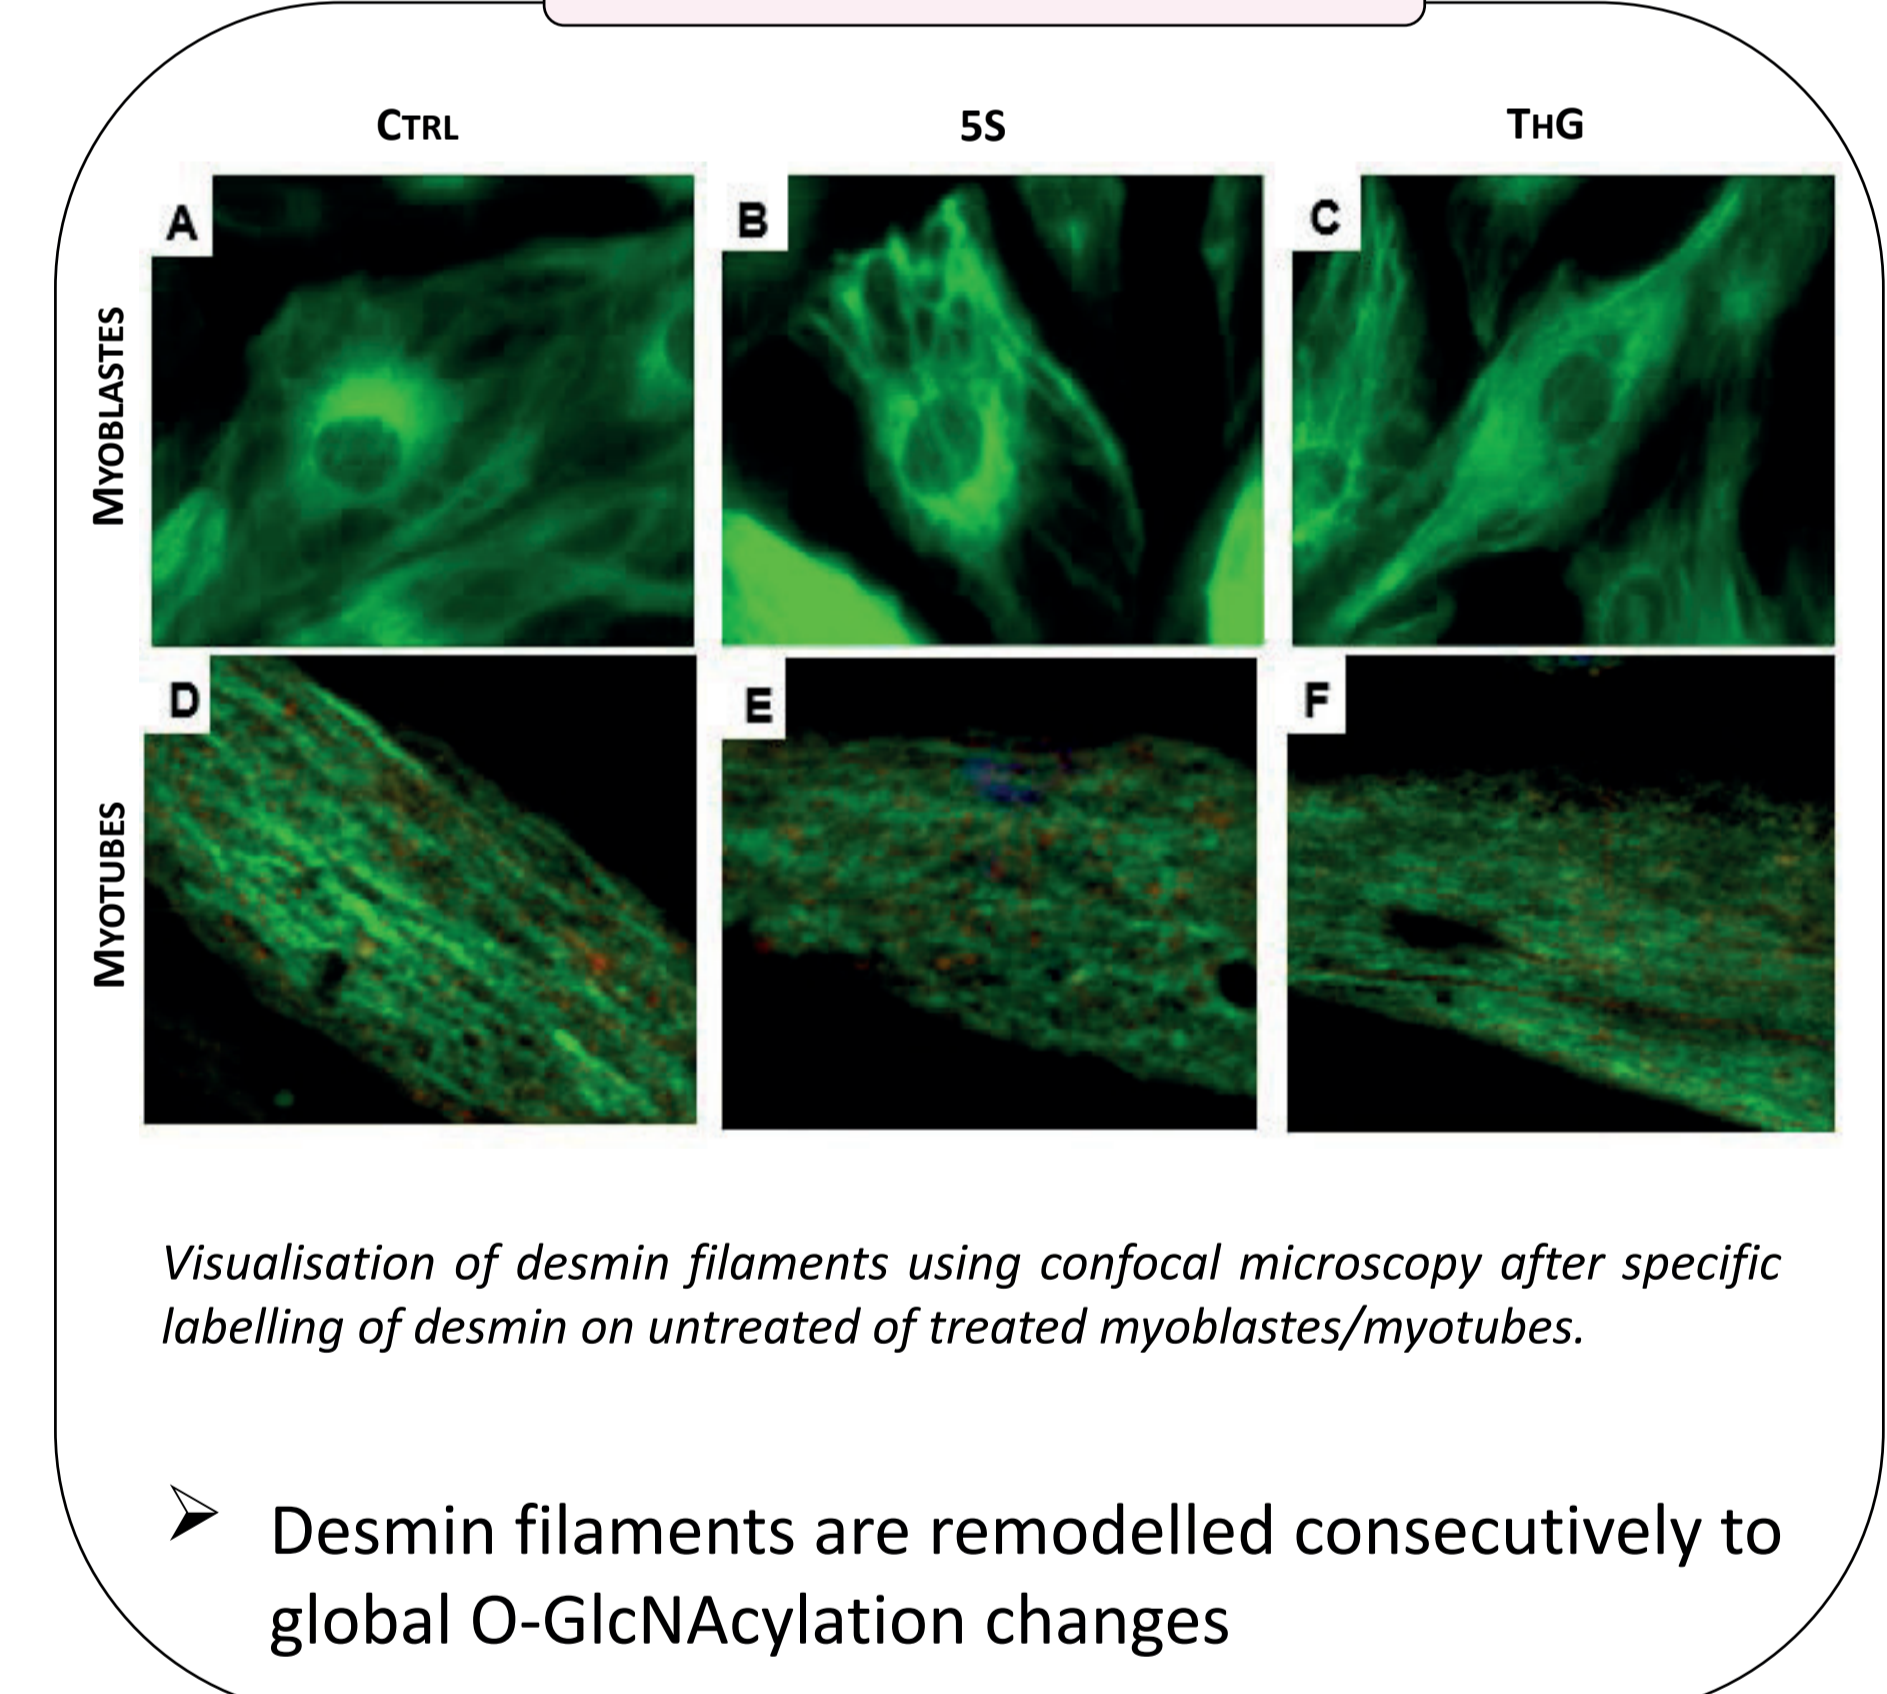 CTRL 5S THG
A B C
MYOBLASTES
D E F
MYOTUBES
Visualisation of desmin filaments using confocal microscopy after specific
labelling of desmin on untreated of treated myoblastes/myotubes.
Desmin filaments are remodelled consecutively to
global O-GlcNAcylation changes